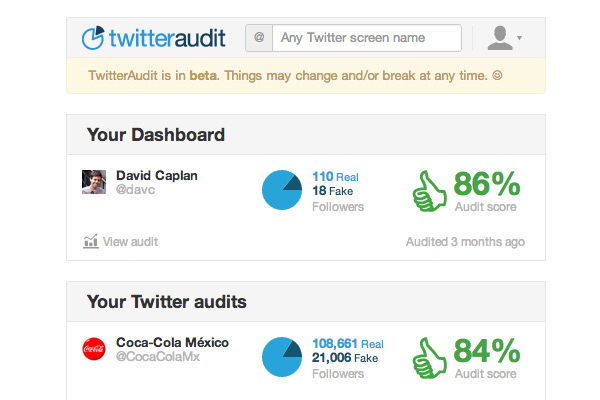 twitteraudit
@ Any Twitter screen name
TwitterAudit is in beta. Things may change and/or break at any time. ☺
Your Dashboard
David Caplan
@davc
110 Real
18 Fake
Followers
86%
Audit score
View audit
Audited 3 months ago
Your Twitter audits
Coca-Cola
Coca-Cola México
@CocaColaMx
108,661 Real
21,006 Fake
Followers
84%
Audit score